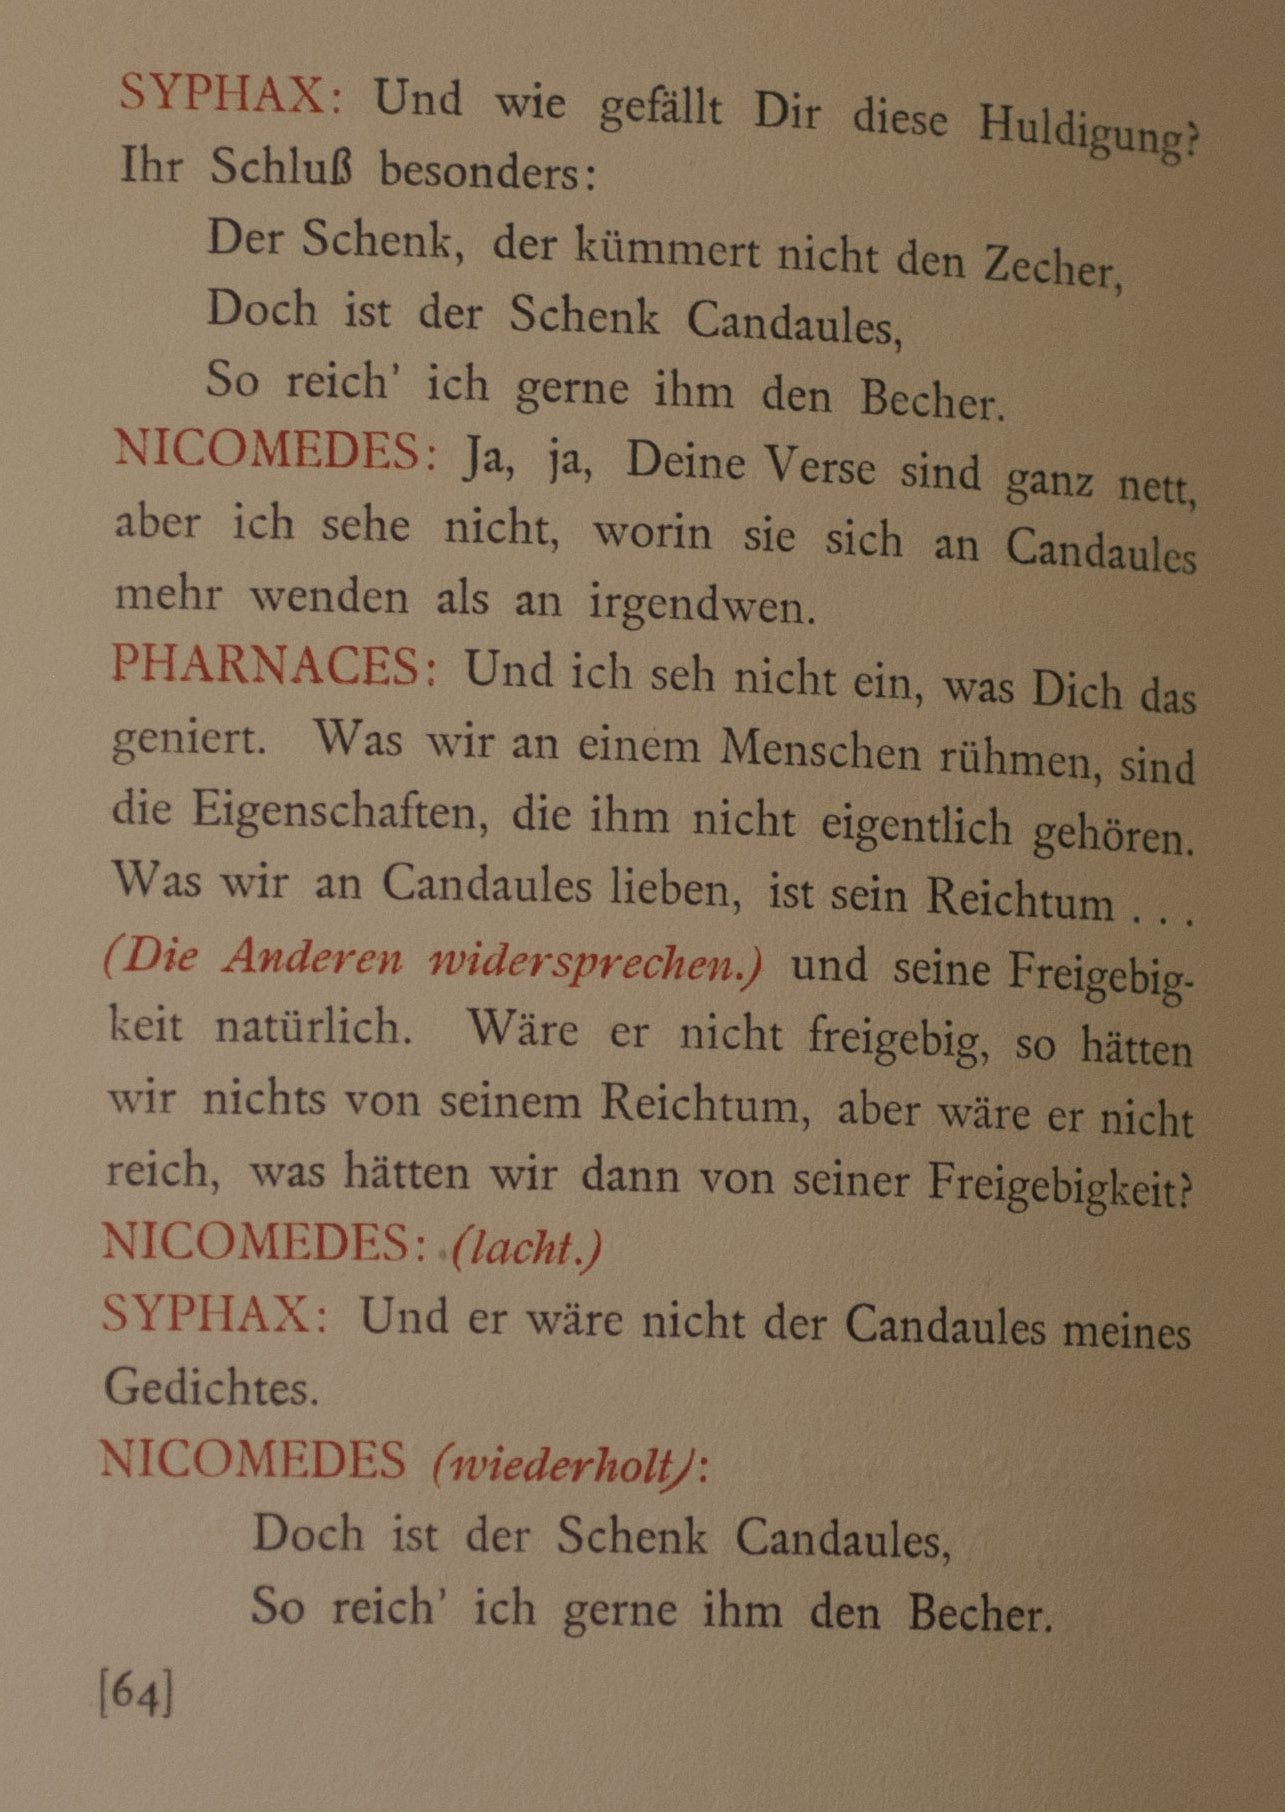 SYPHAX: Und wie gefällt Dir diese Huldigung?
Ihr Schluß besonders:
Der Schenk, der kümmert nicht den Zecher,
Doch ist der Schenk Candaules,
So reich’ ich gerne ihm den Becher.
NICOMEDES: Ja, ja, Deine Verse sind ganz nett,
aber ich sehe nicht, worin sie sich an Candaules
mehr wenden als an irgendwen.
PHARNACES: Und ich seh nicht ein, was Dich das
geniert. Was wir an einem Menschen rühmen, sind
die Eigenschaften, die ihm nicht eigentlich gehören.
Was wir an Candaules lieben, ist sein Reichtum . . .
(Die Anderen widersprechen.) und seine Freigebig-
keit natürlich. Wäre er nicht freigebig, so hätten
wir nichts von seinem Reichtum, aber wäre er nicht
reich, was hätten wir dann von seiner Freigebigkeit?
NICOMEDES: (lacht.)
SYPHAX: Und er wäre nicht der Candaules meines
Gedichtes.
NICOMEDES (wiederholt):
Doch ist der Schenk Candaules,
So reich’ ich gerne ihm den Becher.
[64]